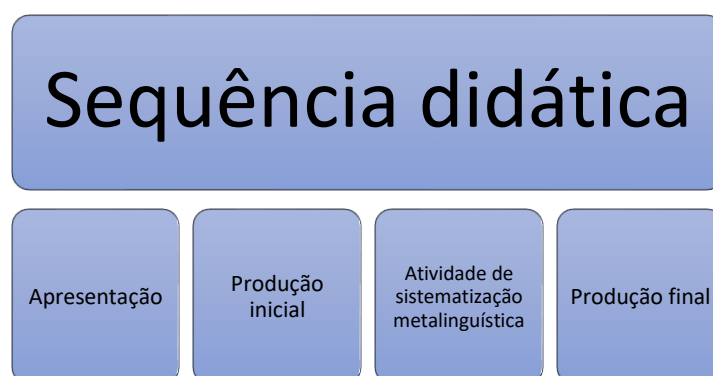 Sequência didática
Apresentação
Produção
inicial
Atividade de
sistematização
metalinguística
Produção final